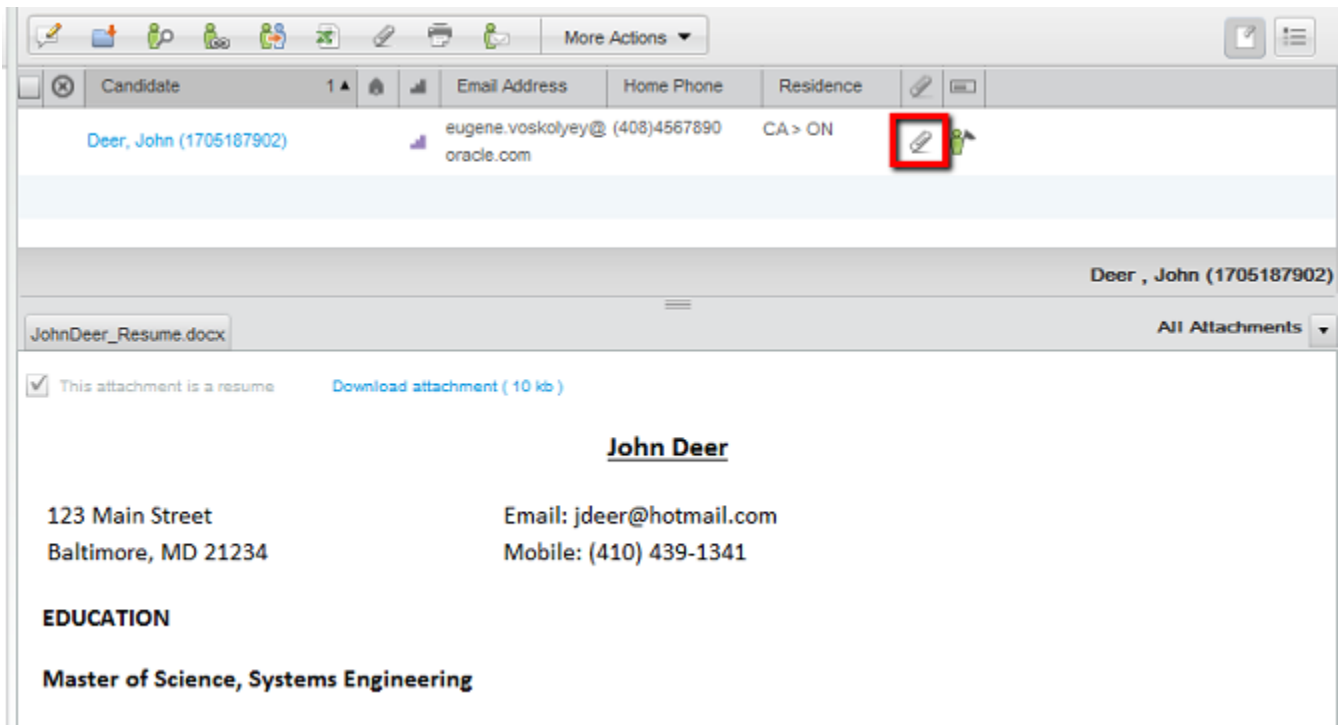 More Actions
Candidate 1 Email Address Home Phone Residence
Deer, John (1705187902) eugene.voskolyey@ (408)4567890 CA > ON
oracle.com
Deer , John (1705187902)
JohnDeer_Resume.docx All Attachments
This attachment is a resume Download attachment ( 10 kb )
John Deer
123 Main Street Email: jdeer@hotmail.com
Baltimore, MD 21234 Mobile: (410) 439-1341
EDUCATION
Master of Science, Systems Engineering